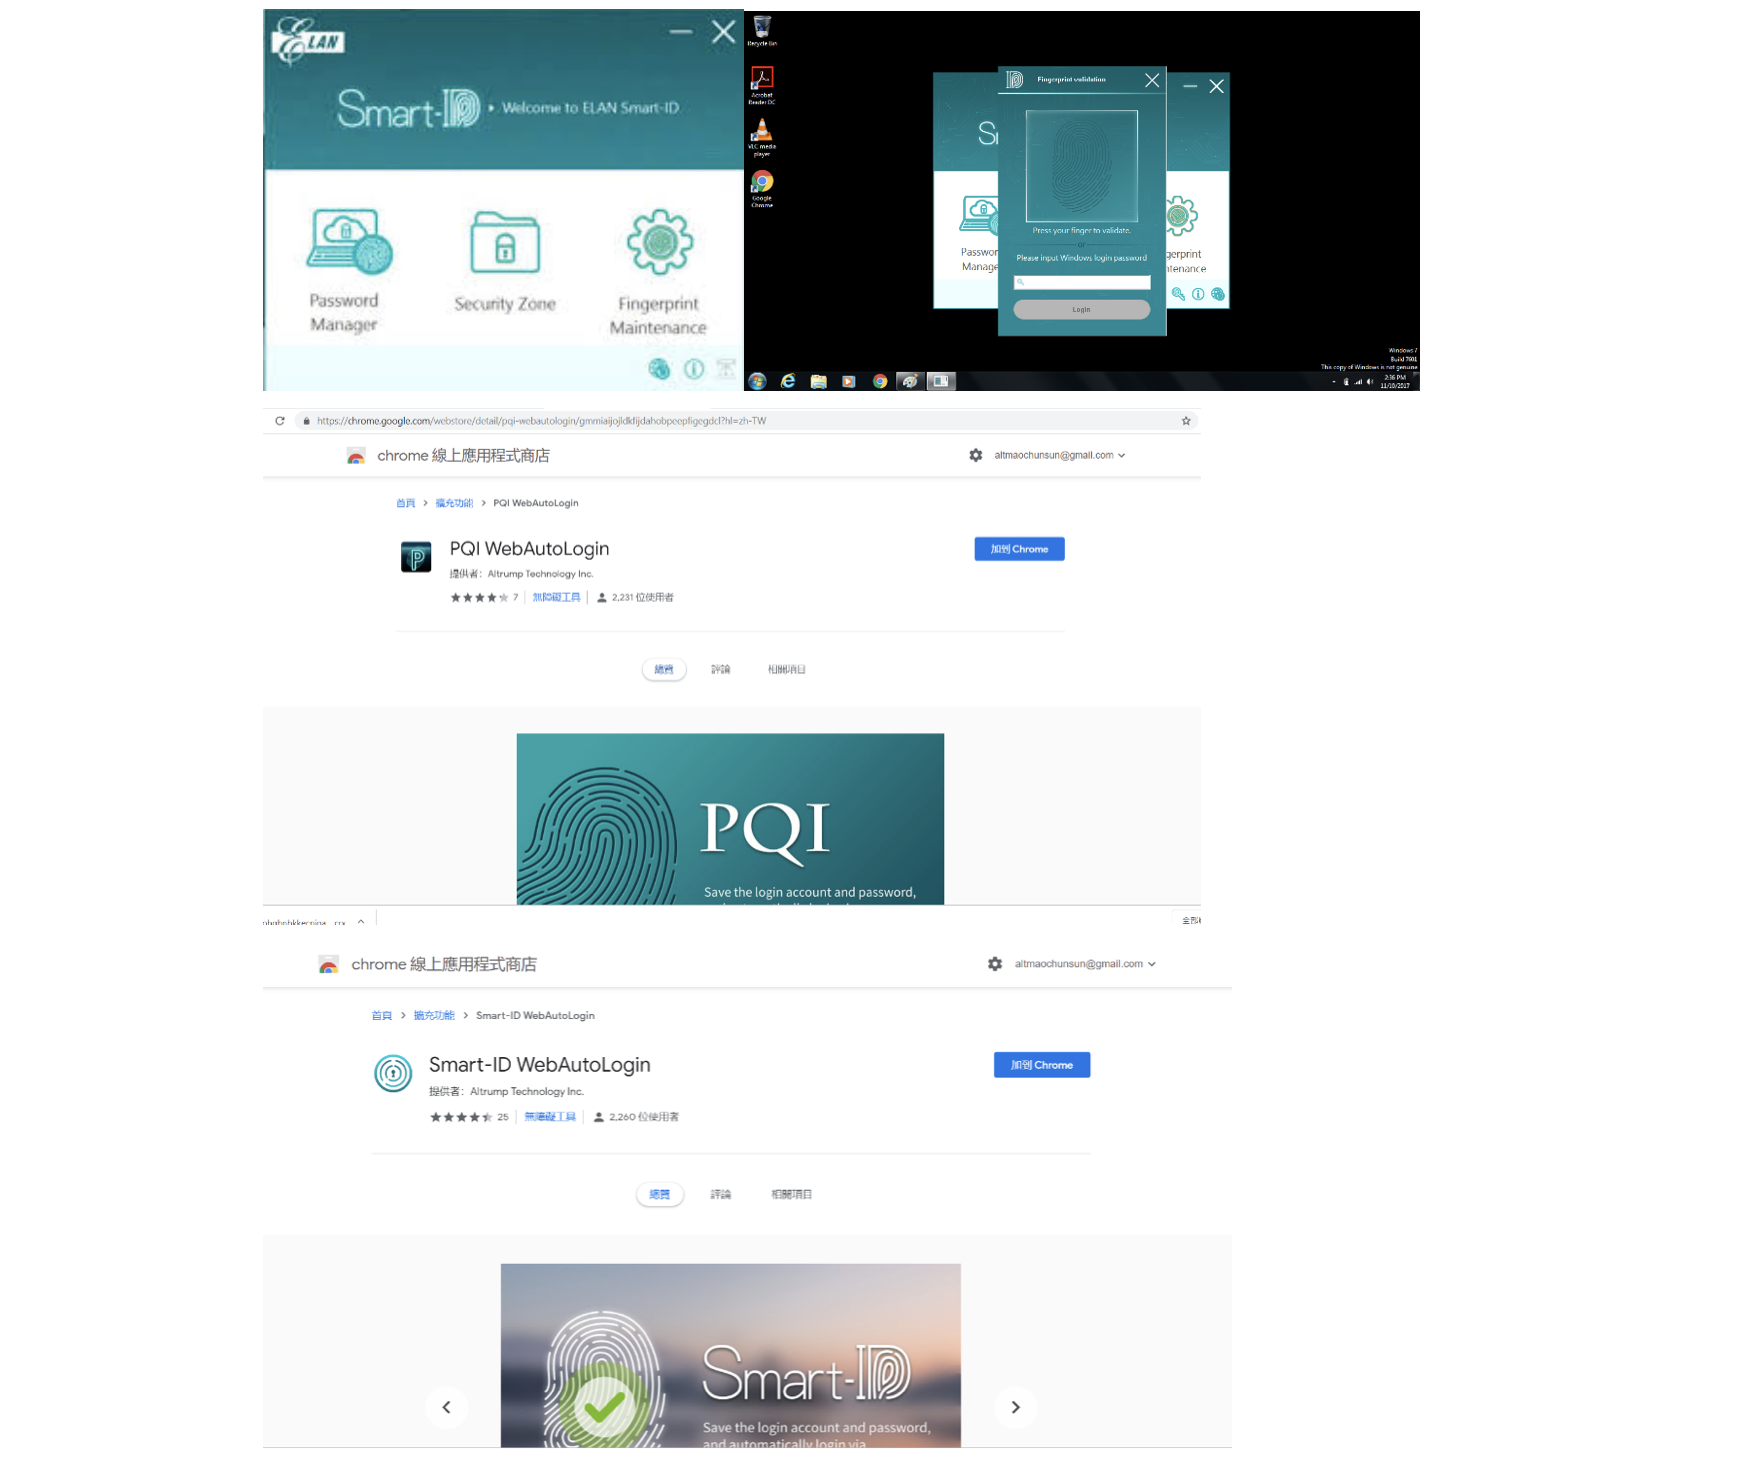 ELAN
Smart-ID • Welcome to ELAN Smart-ID
Password
Manager
Security Zone
Fingerprint
Maintenance
Recycle Bin
Acrobat
Reader DC
VLC media
player
Google
Chrome
Fingerprint validation
Press your finger to validate.
or
Please input Windows login password
Login
S
Passwor
Manage
gerprint
ntenance
Windows 7
Build 7601
This copy of Windows is not genuine
2:36 PM
11/10/2017
https://chrome.google.com/webstore/detail/pqi-webautologin/gmmiaijojldkfijdahobpeepfigegdcl?hl=zh-TW
chrome 線上應用程式商店
altmaochunsun@gmail.com
首頁 > 擴充功能 > PQI WebAutoLogin
PQI WebAutoLogin
加到 Chrome
提供者: Altrump Technology Inc.
7 無障礙工具 2,231 位使用者
總覽 評論 相關項目
PQI
Save the login account and password,
chrome 線上應用程式商店
altmaochunsun@gmail.com
首頁 > 擴充功能 > Smart-ID WebAutoLogin
Smart-ID WebAutoLogin
加到 Chrome
提供者: Altrump Technology Inc.
25 無障礙工具 2,260 位使用者
總覽 評論 相關項目
Smart-ID
Save the login account and password,
and automatically login via